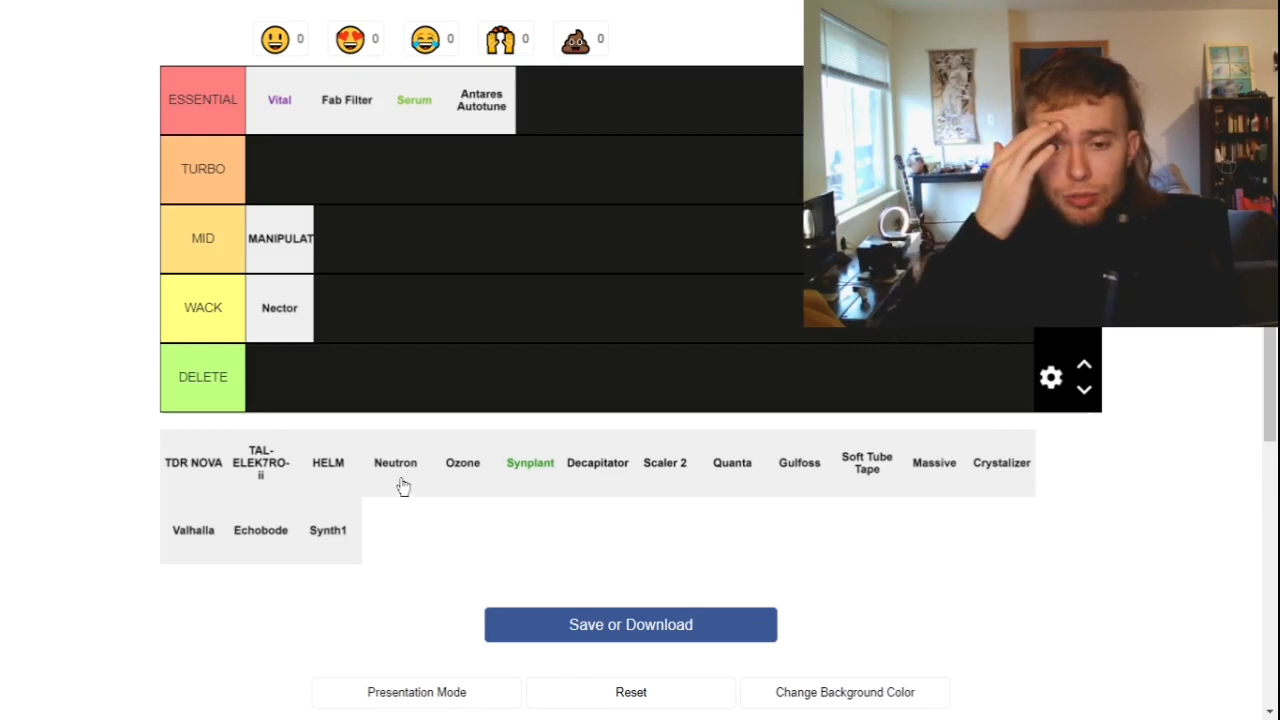 0 0 0 0 0
ESSENTIAL
Vital
Fab Filter
Serum
Antares
Autotune
TURBO
MID
MANIPULAT
WACK
Nector
DELETE
TDR NOVA
TAL-
ELEK7RO-
ii
HELM
Neutron
Ozone
Synplant
Decapitator
Scaler 2
Quanta
Gulfoss
Soft Tube
Tape
Massive
Crystalizer
Valhalla
Echobode
Synth1
Save or Download
Presentation Mode
Reset
Change Background Color